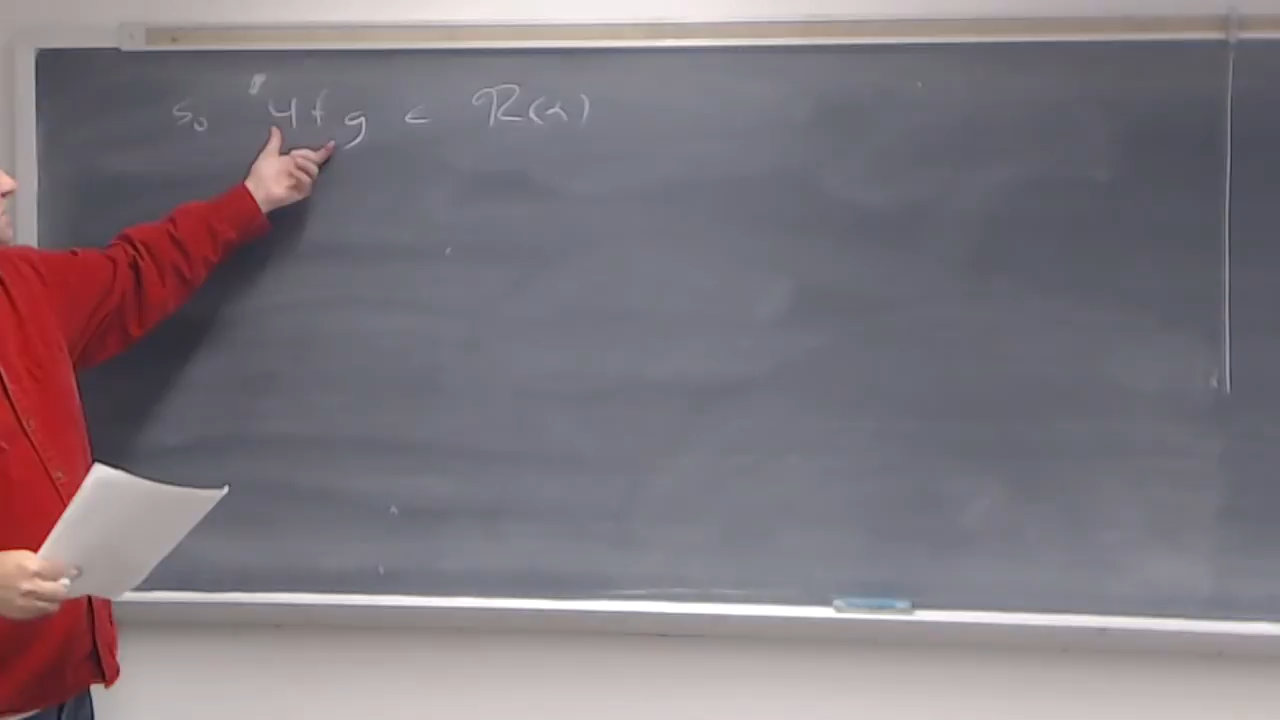 so 4fg ∈ R(α)